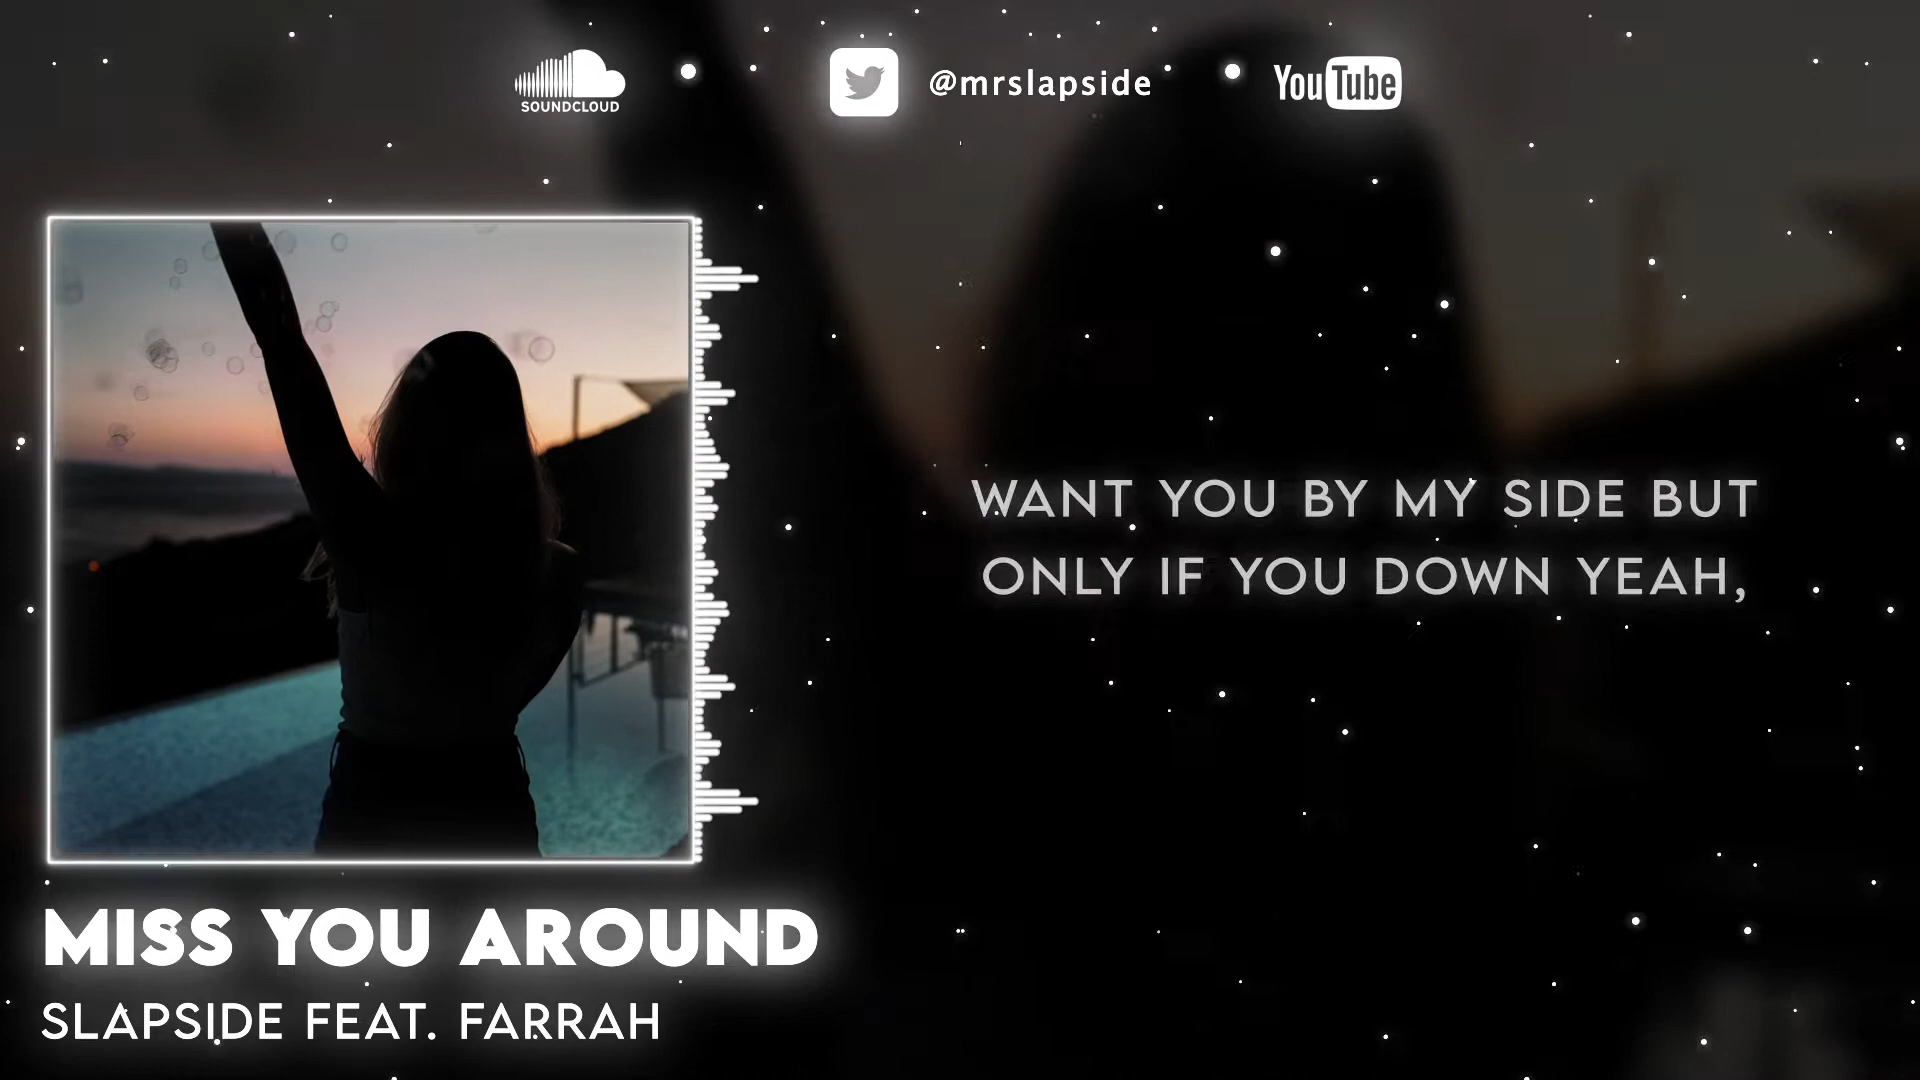 SOUNDCLOUD
@mrslapside
YouTube
WANT YOU BY MY SIDE BUT
ONLY IF YOU DOWN YEAH,
MISS YOU AROUND
SLAPSIDE FEAT. FARRAH